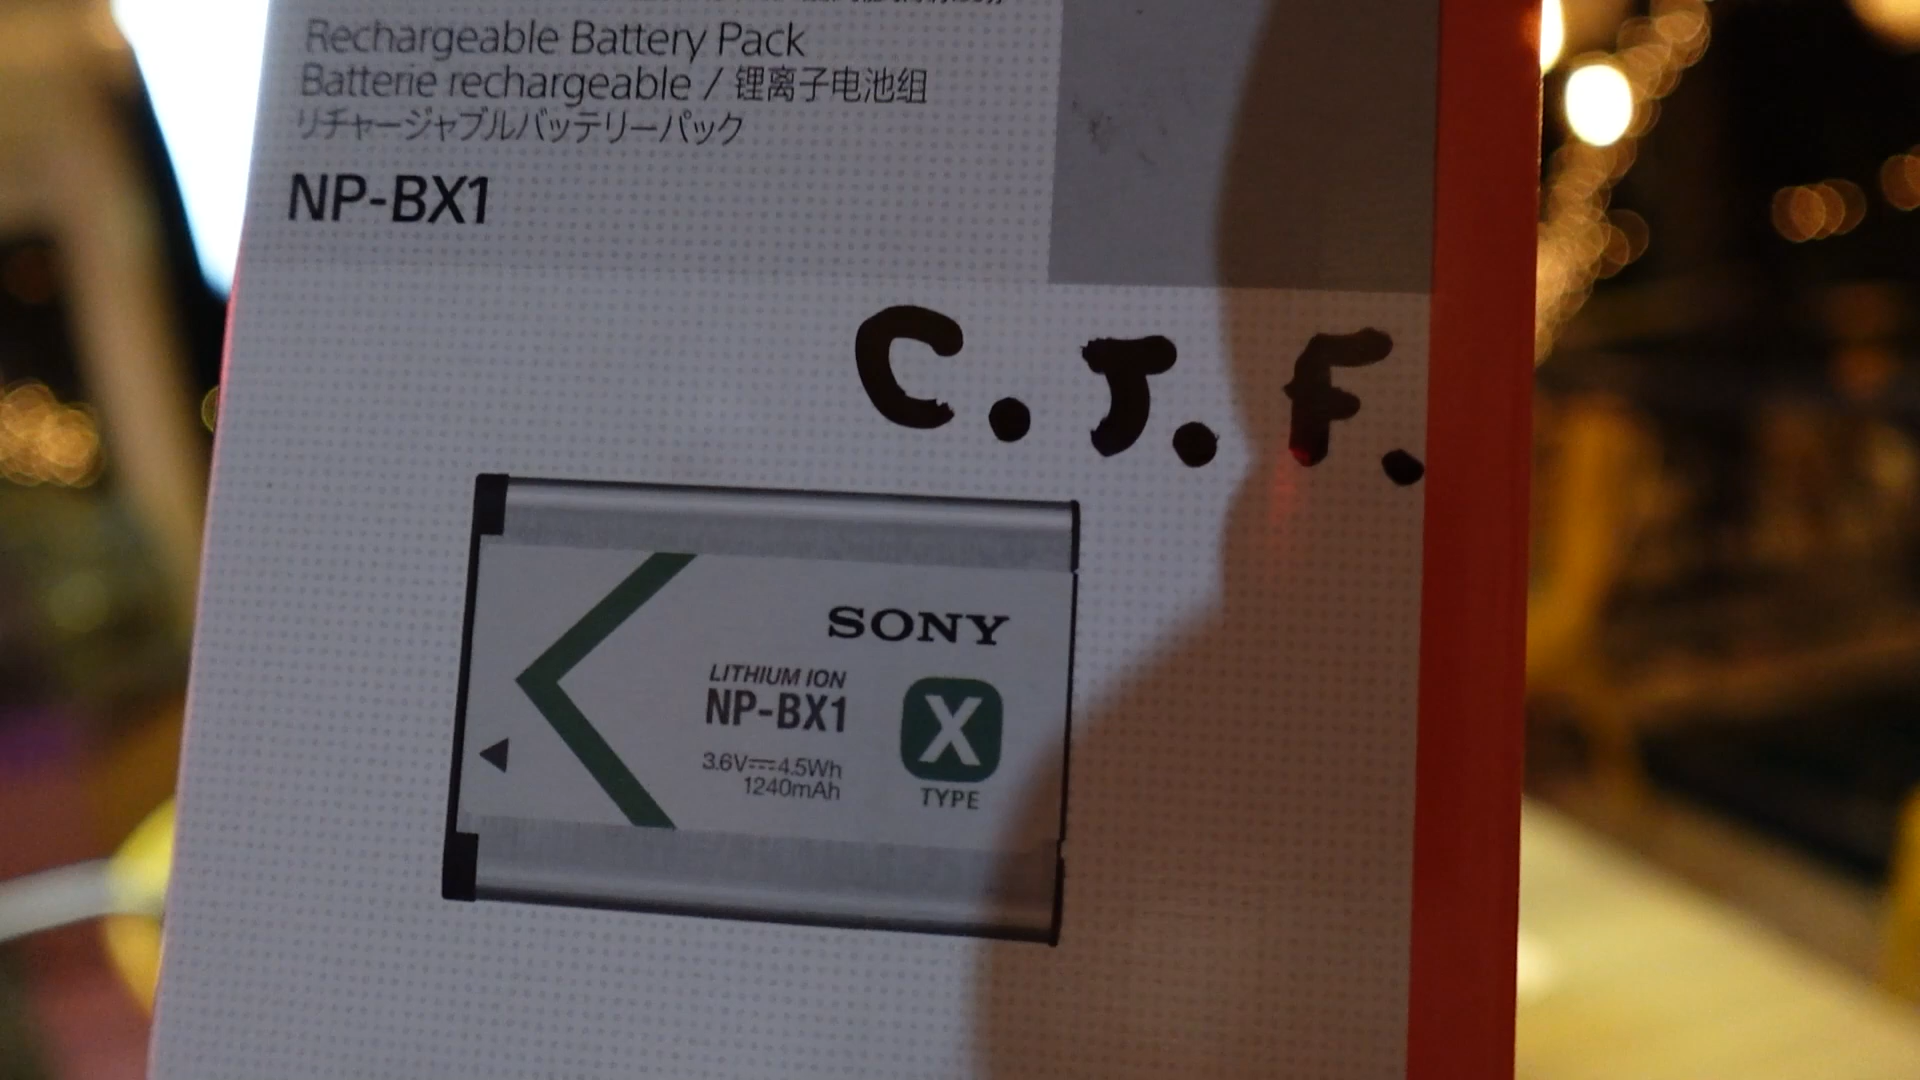 Rechargeable Battery Pack
Batterie rechargeable / 锂离子电池组
リチャージャブルバッテリーパック
NP-BX1
C.J.F.
SONY
LITHIUM ION
NP-BX1
3.6V⎓4.5Wh
1240mAh
X
TYPE